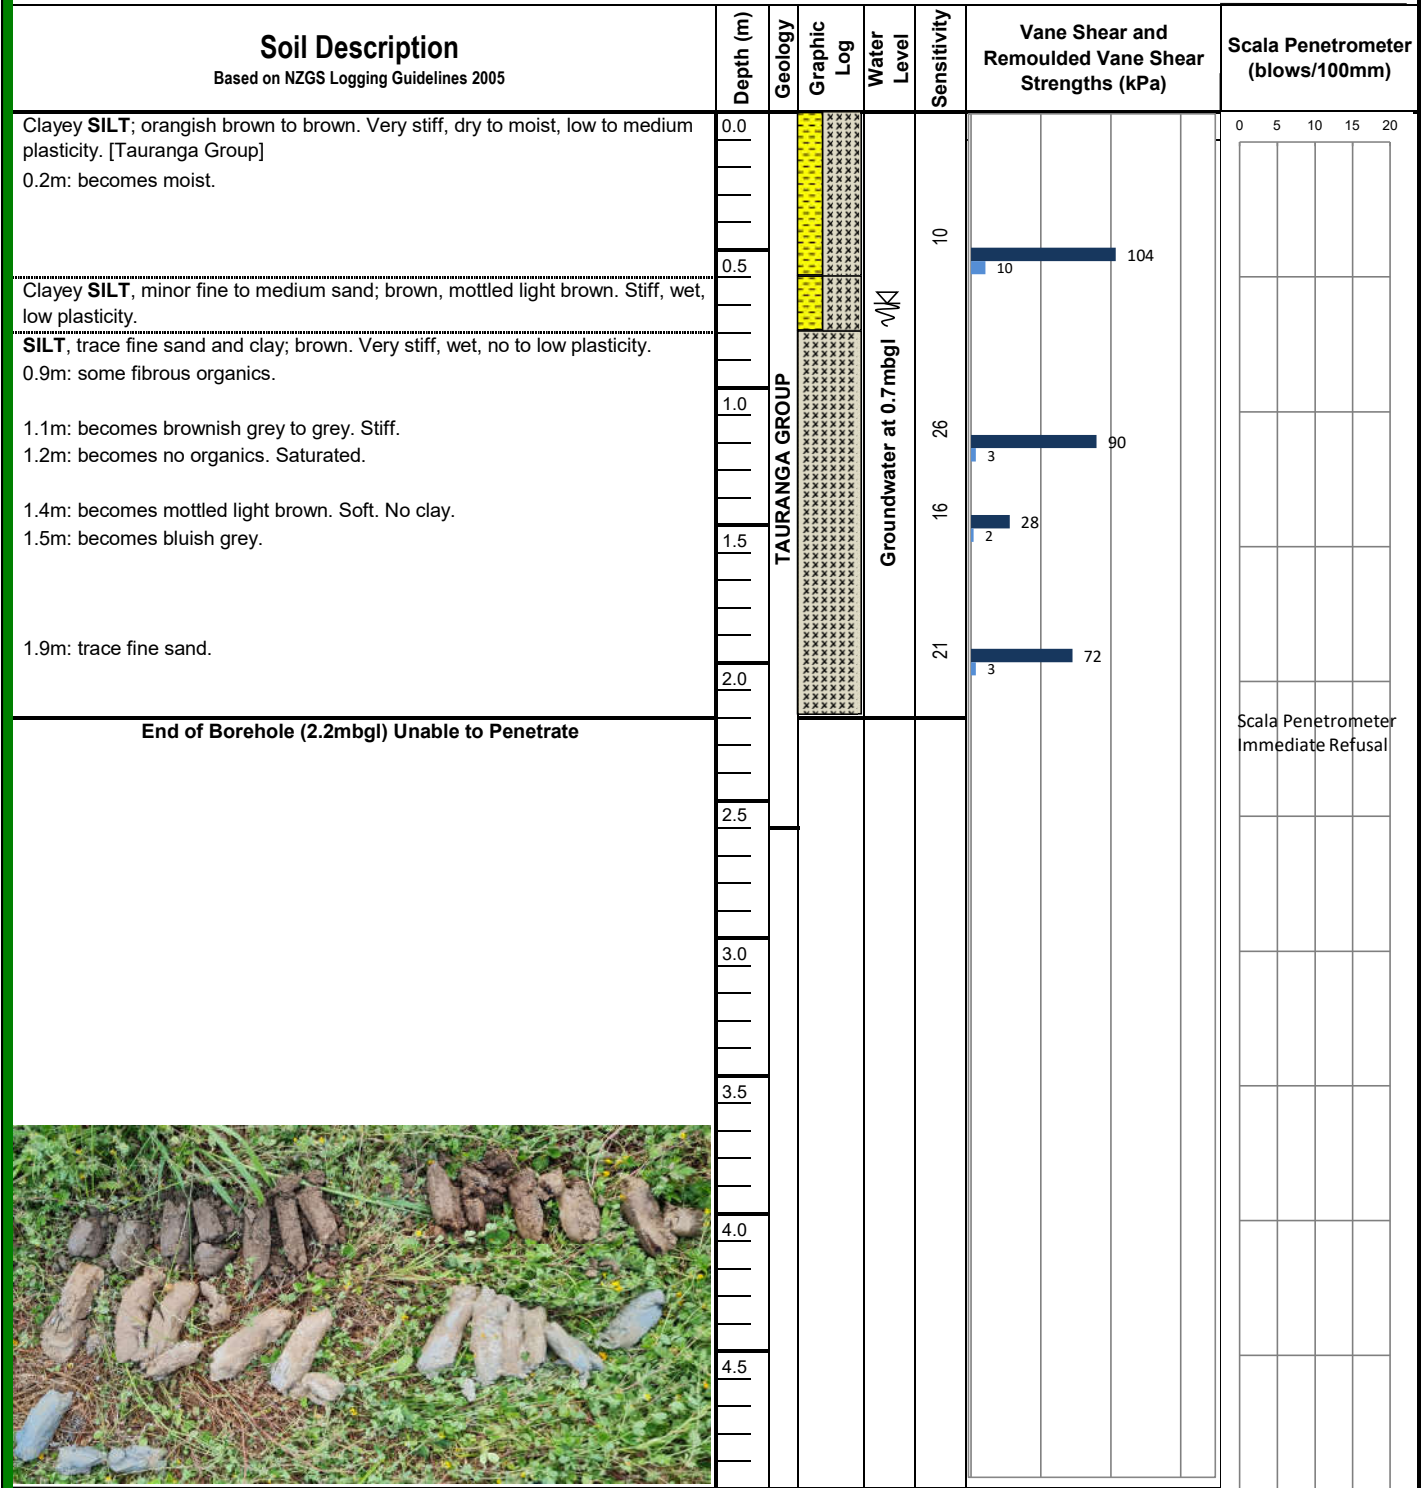 Soil Description
Based on NZGS Logging Guidelines 2005
Depth (m)
Geology
Graphic
Log
Water
Level
Sensitivity
Vane Shear and
Remoulded Vane Shear
Strengths (kPa)
Scala Penetrometer
(blows/100mm)
0 5 10 15 20
Clayey SILT; orangish brown to brown. Very stiff, dry to moist, low to medium
plasticity. [Tauranga Group]
0.2m: becomes moist.
Clayey SILT, minor fine to medium sand; brown, mottled light brown. Stiff, wet,
low plasticity.
SILT, trace fine sand and clay; brown. Very stiff, wet, no to low plasticity.
0.9m: some fibrous organics.
1.1m: becomes brownish grey to grey. Stiff.
1.2m: becomes no organics. Saturated.
1.4m: becomes mottled light brown. Soft. No clay.
1.5m: becomes bluish grey.
1.9m: trace fine sand.
End of Borehole (2.2mbgl) Unable to Penetrate
0.0
0.5
1.0
1.5
2.0
2.5
3.0
3.5
4.0
4.5
TAURANGA GROUP
Groundwater at 0.7mbgl
10
26
16
21
104
10
90
3
28
2
72
3
Scala Penetrometer
Immediate Refusal